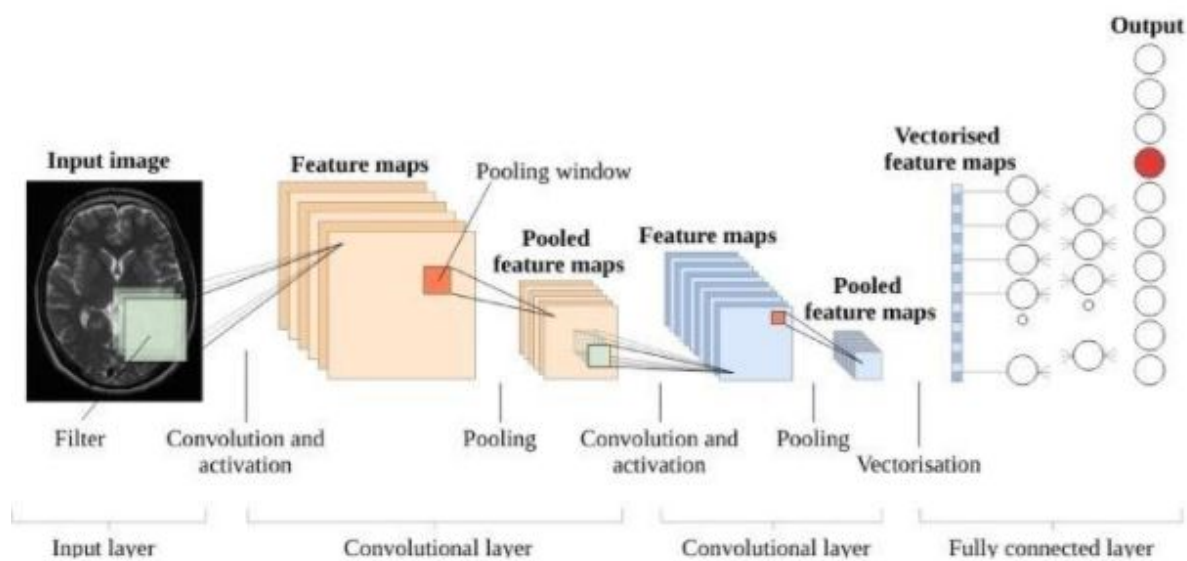 Output
Vectorised
feature maps
Input image
Feature maps
Pooling window
Pooled
feature maps
Feature maps
Pooled
feature maps
Filter
Convolution and
activation
Pooling
Convolution and
activation
Pooling
Vectorisation
Input layer
Convolutional layer
Convolutional layer
Fully connected layer